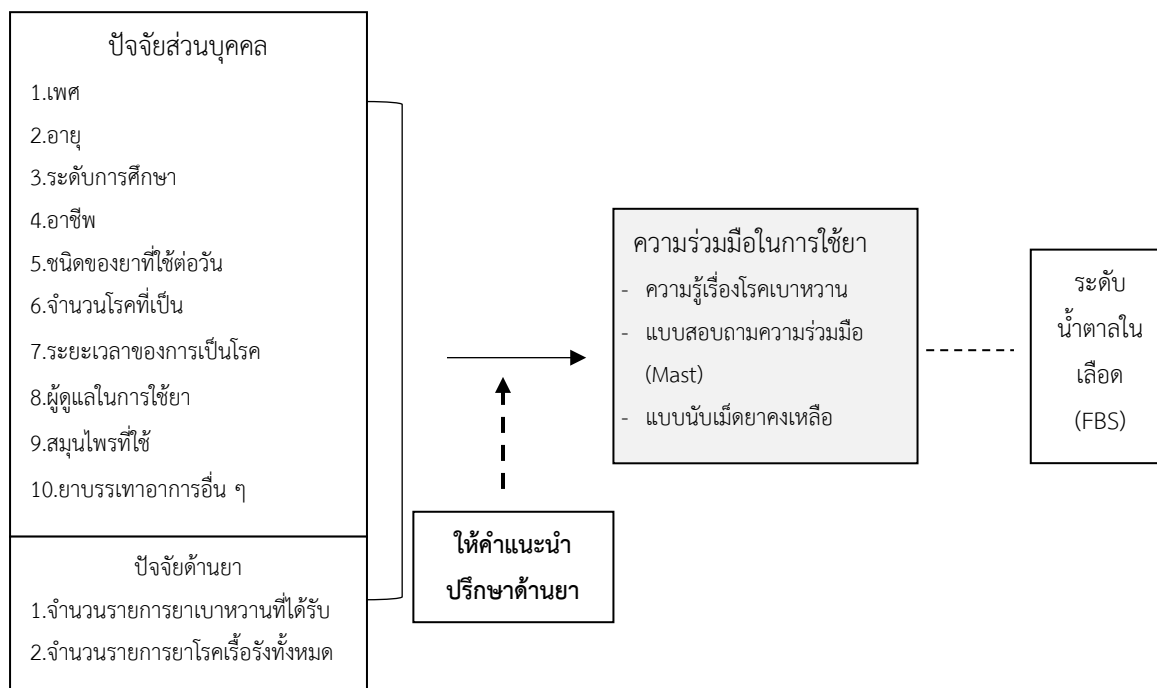 ปัจจัยส่วนบุคคล
1.เพศ
2.อายุ
3.ระดับการศึกษา
4.อาชีพ
5.ชนิดของยาที่ใช้ต่อวัน
6.จำนวนโรคที่เป็น
7.ระยะเวลาของการเป็นโรค
8.ผู้ดูแลในการใช้ยา
9.สมุนไพรที่ใช้
10.ยาบรรเทาอาการอื่น ๆ
ปัจจัยด้านยา
1.จำนวนรายการยาเบาหวานที่ได้รับ
2.จำนวนรายการยาโรคเรื้อรังทั้งหมด
ให้คำแนะนำ
ปรึกษาด้านยา
ความร่วมมือในการใช้ยา
- ความรู้เรื่องโรคเบาหวาน
- แบบสอบถามความร่วมมือ
(Mast)
- แบบนับเม็ดยาคงเหลือ
ระดับ
น้ำตาลใน
เลือด
(FBS)